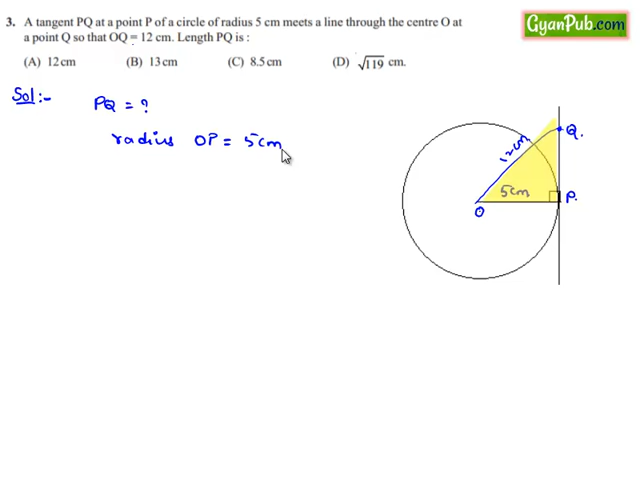 3. A tangent PQ at a point P of a circle of radius 5 cm meets a line through the centre O at
a point Q so that OQ = 12 cm. Length PQ is :
(A) 12 cm (B) 13 cm (C) 8.5 cm (D) √119 cm.
GyanPub.com
Sol:-
PQ = ?
radius OP = 5cm
12cm
Q.
5cm
P.
O